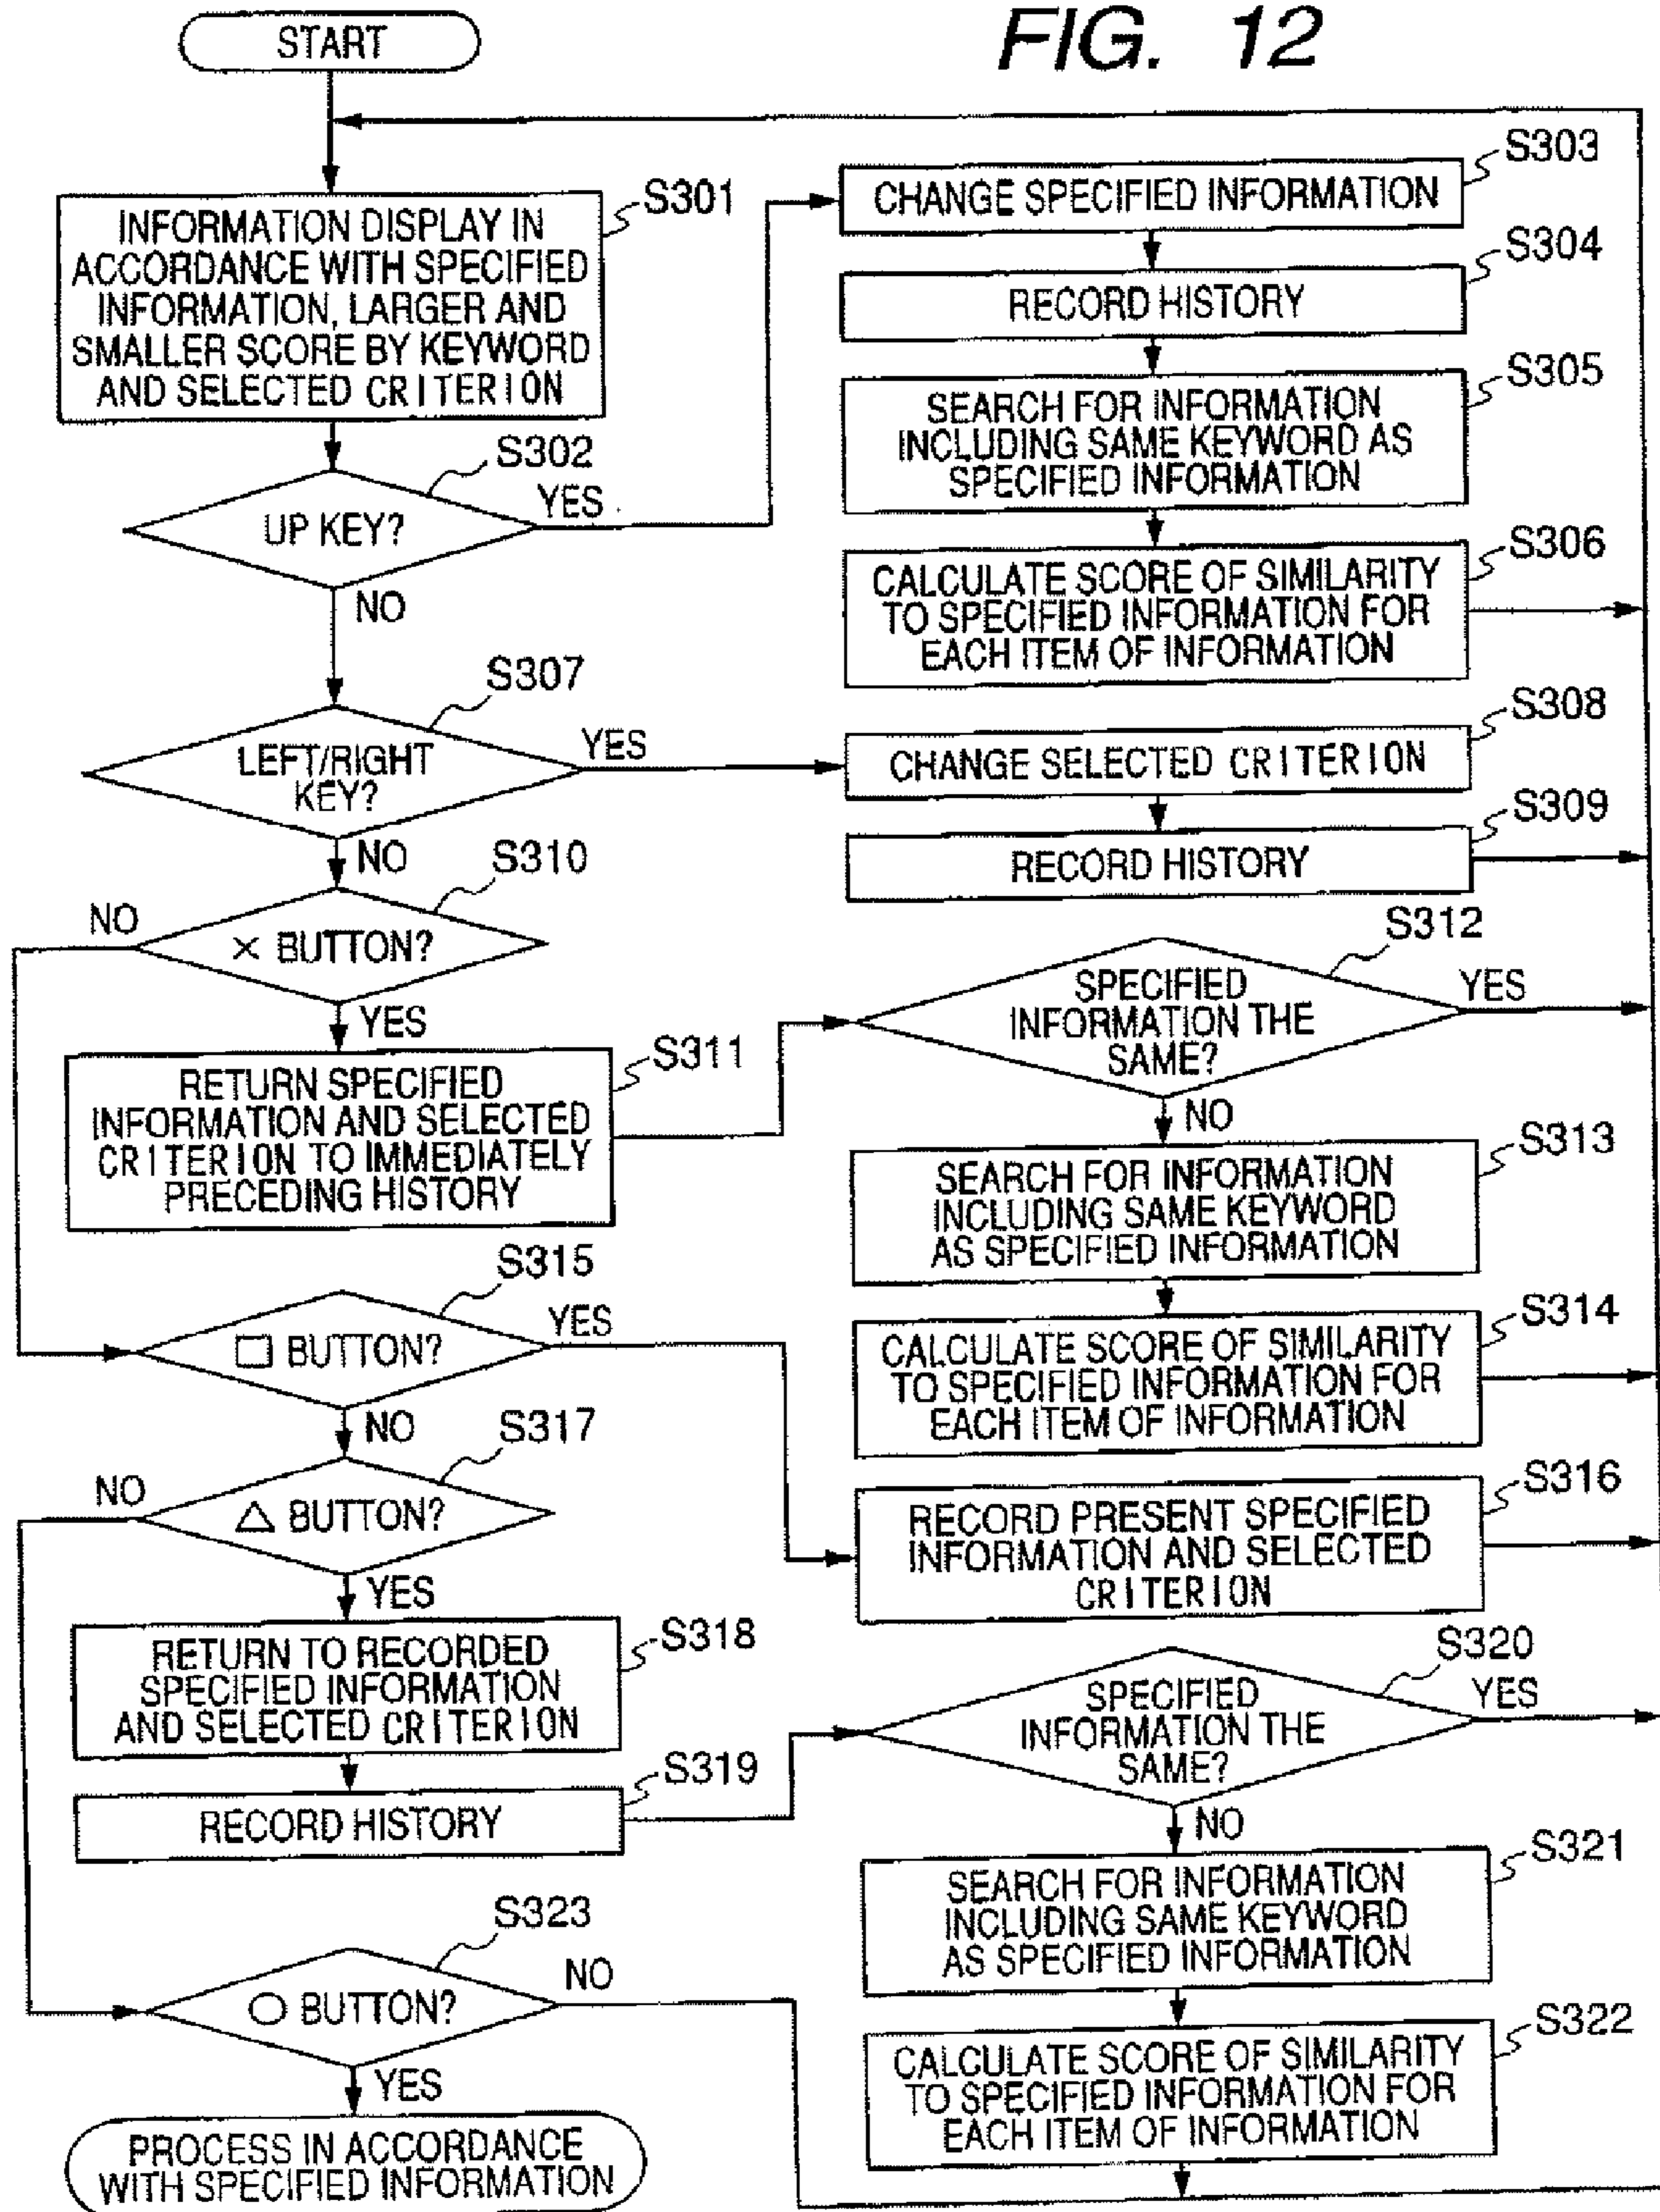 FIG. 12
START
S301
INFORMATION DISPLAY IN
ACCORDANCE WITH SPECIFIED
INFORMATION, LARGER AND
SMALLER SCORE BY KEYWORD
AND SELECTED CRITERION
S302
UP KEY?
YES
NO
S303
CHANGE SPECIFIED INFORMATION
S304
RECORD HISTORY
S305
SEARCH FOR INFORMATION
INCLUDING SAME KEYWORD AS
SPECIFIED INFORMATION
S306
CALCULATE SCORE OF SIMILARITY
TO SPECIFIED INFORMATION FOR
EACH ITEM OF INFORMATION
S307
LEFT/RIGHT
KEY?
YES
NO
S308
CHANGE SELECTED CRITERION
S309
RECORD HISTORY
S310
× BUTTON?
NO
YES
S311
RETURN SPECIFIED
INFORMATION AND SELECTED
CRITERION TO IMMEDIATELY
PRECEDING HISTORY
S312
SPECIFIED
INFORMATION THE
SAME?
YES
NO
S313
SEARCH FOR INFORMATION
INCLUDING SAME KEYWORD
AS SPECIFIED INFORMATION
S314
CALCULATE SCORE OF SIMILARITY
TO SPECIFIED INFORMATION FOR
EACH ITEM OF INFORMATION
S315
□ BUTTON?
YES
NO
S316
RECORD PRESENT SPECIFIED
INFORMATION AND SELECTED
CRITERION
S317
△ BUTTON?
NO
YES
S318
RETURN TO RECORDED
SPECIFIED INFORMATION
AND SELECTED CRITERION
S319
RECORD HISTORY
S320
SPECIFIED
INFORMATION THE
SAME?
YES
NO
S321
SEARCH FOR INFORMATION
INCLUDING SAME KEYWORD
AS SPECIFIED INFORMATION
S322
CALCULATE SCORE OF SIMILARITY
TO SPECIFIED INFORMATION FOR
EACH ITEM OF INFORMATION
S323
○ BUTTON?
NO
YES
PROCESS IN ACCORDANCE
WITH SPECIFIED INFORMATION